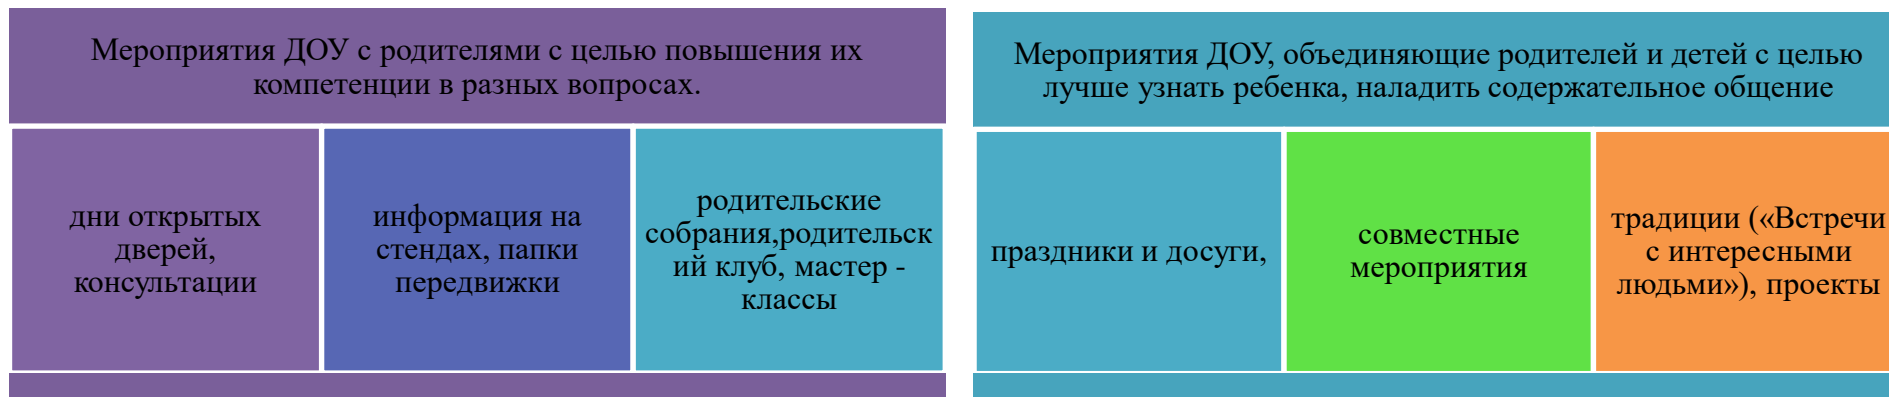 Мероприятия ДОУ с родителями с целью повышения их
компетенции в разных вопросах.
дни открытых
дверей,
консультации
информация на
стендах, папки
передвижки
родительские
собрания,родительск
ий клуб, мастер -
классы
Мероприятия ДОУ, объединяющие родителей и детей с целью
лучше узнать ребенка, наладить содержательное общение
праздники и досуги,
совместные
мероприятия
традиции («Встречи
с интересными
людьми»), проекты